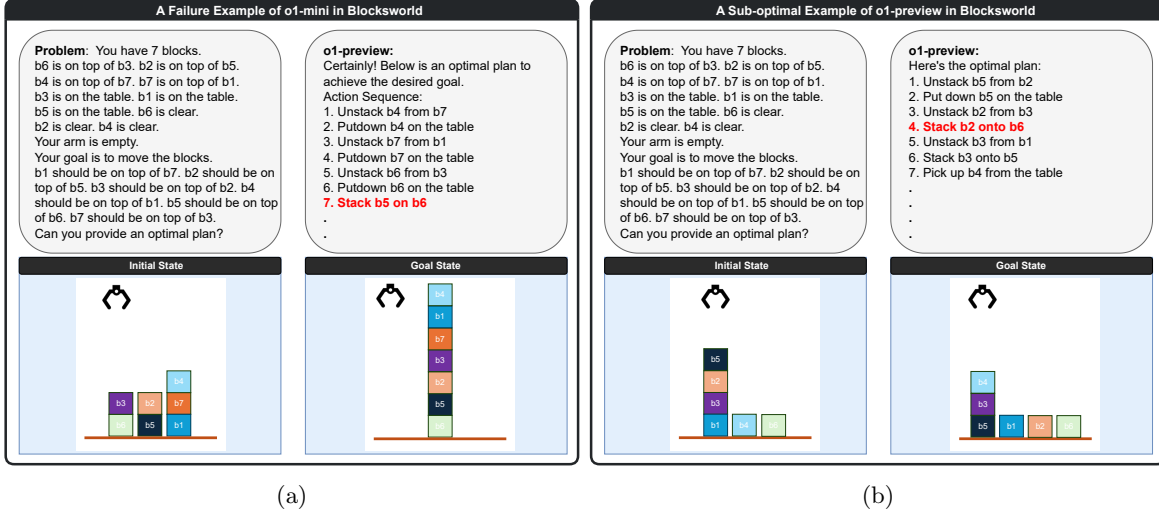 A Failure Example of o1-mini in Blocksworld
Problem: You have 7 blocks.
b6 is on top of b3. b2 is on top of b5.
b4 is on top of b7. b7 is on top of b1.
b3 is on the table. b1 is on the table.
b5 is on the table. b6 is clear.
b2 is clear. b4 is clear.
Your arm is empty.
Your goal is to move the blocks.
b1 should be on top of b7. b2 should be on
top of b5. b3 should be on top of b2. b4
should be on top of b1. b5 should be on top
of b6. b7 should be on top of b3.
Can you provide an optimal plan?
o1-preview:
Certainly! Below is an optimal plan to
achieve the desired goal.
Action Sequence:
1. Unstack b4 from b7
2. Putdown b4 on the table
3. Unstack b7 from b1
4. Putdown b7 on the table
5. Unstack b6 from b3
6. Putdown b6 on the table
7. Stack b5 on b6
.
.
Initial State
b4
b3 b2 b7
b6 b5 b1
Goal State
b4
b1
b7
b3
b2
b5
b6
(a)
A Sub-optimal Example of o1-preview in Blocksworld
Problem: You have 7 blocks.
b6 is on top of b3. b2 is on top of b5.
b4 is on top of b7. b7 is on top of b1.
b3 is on the table. b1 is on the table.
b5 is on the table. b6 is clear.
b2 is clear. b4 is clear.
Your arm is empty.
Your goal is to move the blocks.
b1 should be on top of b7. b2 should be on
top of b5. b3 should be on top of b2. b4
should be on top of b1. b5 should be on top
of b6. b7 should be on top of b3.
Can you provide an optimal plan?
o1-preview:
Here's the optimal plan:
1. Unstack b5 from b2
2. Put down b5 on the table
3. Unstack b2 from b3
4. Stack b2 onto b6
5. Unstack b3 from b1
6. Stack b3 onto b5
7. Pick up b4 from the table
.
.
.
.
Initial State
b5
b2
b3
b1 b4 b6
Goal State
b4
b3
b5 b1 b2 b6
(b)